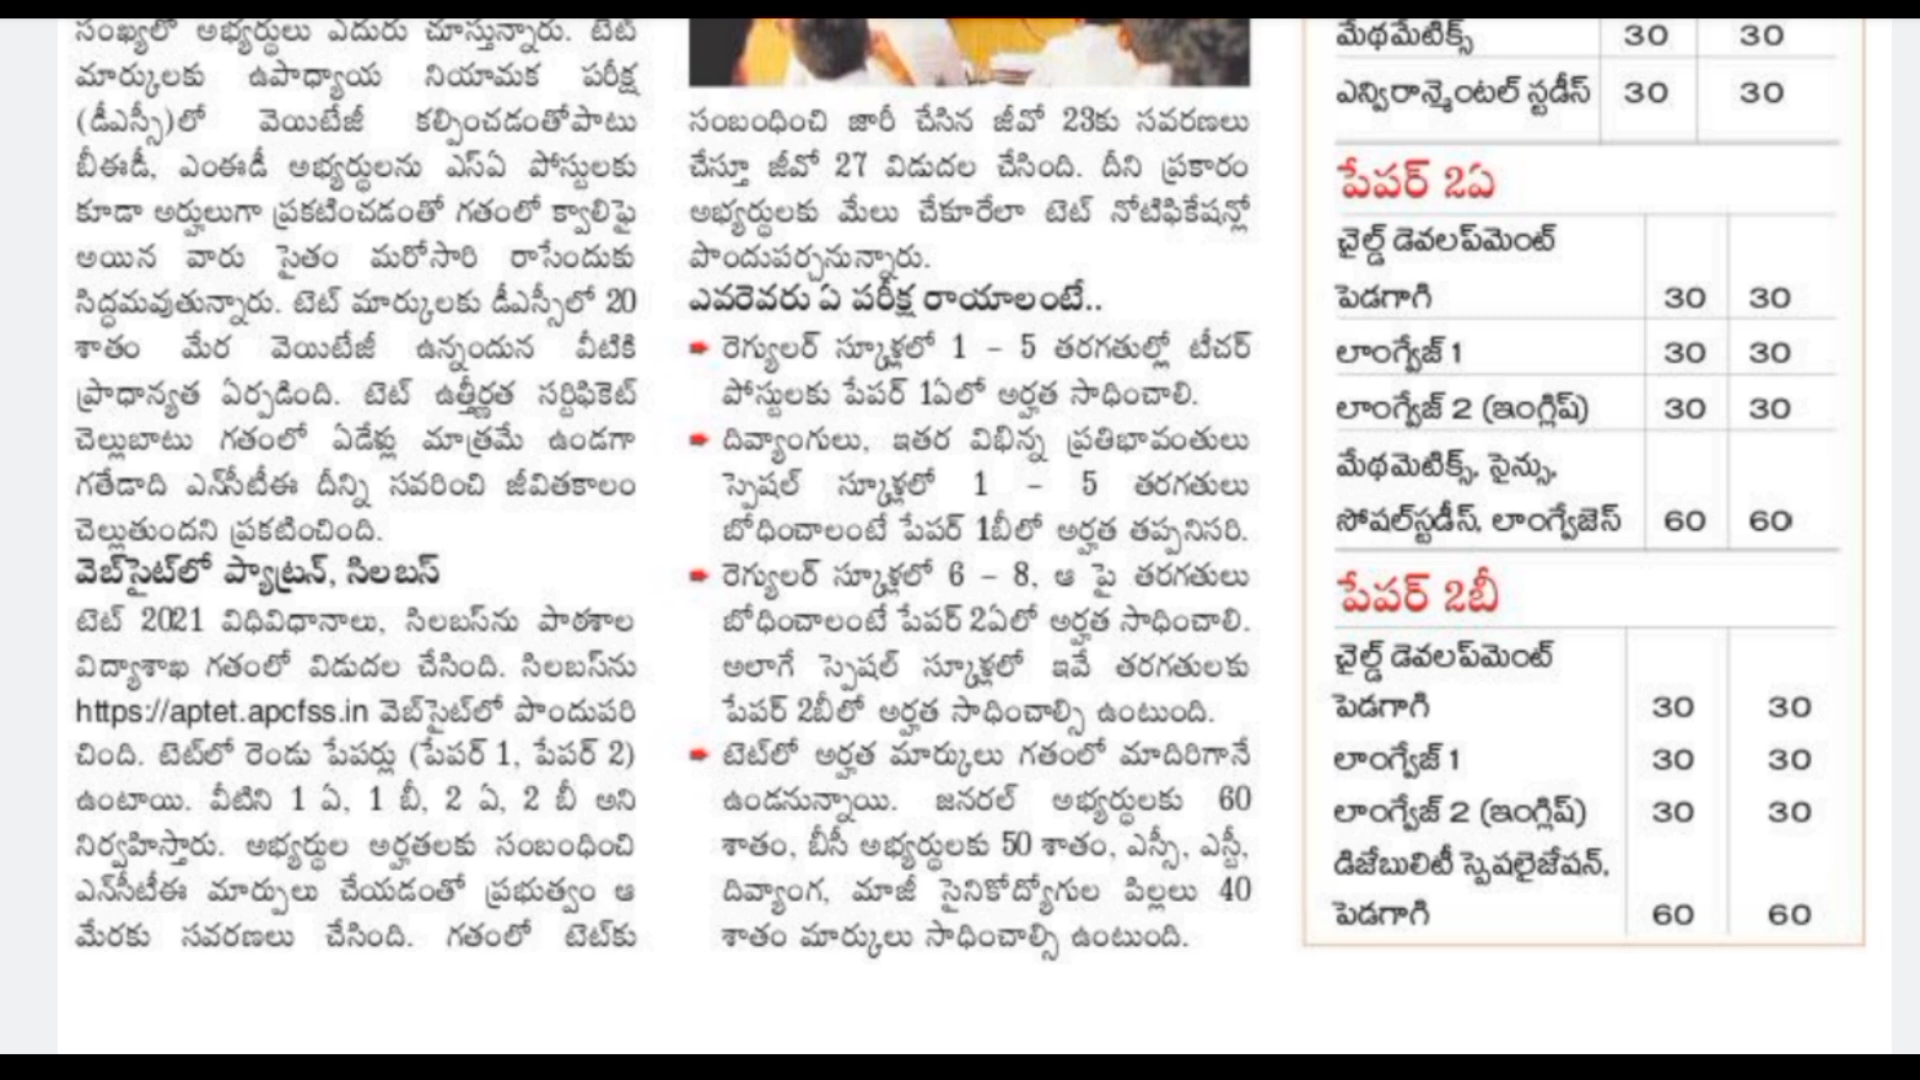 సంఖ్యలో అభ్యర్థులు ఎదురు చూస్తున్నారు. టెట్
మార్కులకు ఉపాధ్యాయ నియామక పరీక్ష
(డీఎస్సీ)లో వెయిటేజీ కల్పించడంతోపాటు
బీఈడీ, ఎంఈడీ అభ్యర్థులను ఎస్ఏ పోస్టులకు
కూడా అర్హులుగా ప్రకటించడంతో గతంలో క్వాలిఫై
అయిన వారు సైతం మరోసారి రాసేందుకు
సిద్ధమవుతున్నారు. టెట్ మార్కులకు డీఎస్సీలో 20
శాతం మేర వెయిటేజీ ఉన్నందున వీటికి
ప్రాధాన్యత ఏర్పడింది. టెట్ ఉత్తీర్ణత సర్టిఫికెట్
చెల్లుబాటు గతంలో ఏడేళ్లు మాత్రమే ఉండగా
గతేడాది ఎన్‌సీటీఈ దీన్ని సవరించి జీవితకాలం
చెల్లుతుందని ప్రకటించింది.
వెబ్‌సైట్‌లో ప్యాట్రన్, సిలబస్
టెట్ 2021 విధివిధానాలు, సిలబస్‌ను పాఠశాల
విద్యాశాఖ గతంలో విడుదల చేసింది. సిలబస్‌ను
https://aptet.apcfss.in వెబ్‌సైట్‌లో పొందుపరి
చింది. టెట్‌లో రెండు పేపర్లు (పేపర్ 1, పేపర్ 2)
ఉంటాయి. వీటిని 1 ఏ, 1 బీ, 2 ఏ, 2 బీ అని
నిర్వహిస్తారు. అభ్యర్థుల అర్హతలకు సంబంధించి
ఎన్‌సీటీఈ మార్పులు చేయడంతో ప్రభుత్వం ఆ
మేరకు సవరణలు చేసింది. గతంలో టెట్‌కు
సంబంధించి జారీ చేసిన జీవో 23కు సవరణలు
చేస్తూ జీవో 27 విడుదల చేసింది. దీని ప్రకారం
అభ్యర్థులకు మేలు చేకూరేలా టెట్ నోటిఫికేషన్లో
పొందుపర్చనున్నారు.
ఎవరెవరు ఏ పరీక్ష రాయాలంటే..
రెగ్యులర్ స్కూళ్లలో 1 – 5 తరగతుల్లో టీచర్
పోస్టులకు పేపర్ 1ఏలో అర్హత సాధించాలి.
దివ్యాంగులు, ఇతర విభిన్న ప్రతిభావంతులు
స్పెషల్ స్కూళ్లలో 1 – 5 తరగతులు
బోధించాలంటే పేపర్ 1బీలో అర్హత తప్పనిసరి.
రెగ్యులర్ స్కూళ్లలో 6 – 8, ఆ పై తరగతులు
బోధించాలంటే పేపర్ 2ఏలో అర్హత సాధించాలి.
అలాగే స్పెషల్ స్కూళ్లలో ఇవే తరగతులకు
పేపర్ 2బీలో అర్హత సాధించాల్సి ఉంటుంది.
టెట్‌లో అర్హత మార్కులు గతంలో మాదిరిగానే
ఉండనున్నాయి. జనరల్ అభ్యర్థులకు 60
శాతం, బీసీ అభ్యర్థులకు 50 శాతం, ఎస్సీ, ఎస్టీ,
దివ్యాంగ, మాజీ సైనికోద్యోగుల పిల్లలు 40
శాతం మార్కులు సాధించాల్సి ఉంటుంది.
మేథమేటిక్స్ 30 30
ఎన్విరాన్మెంటల్ స్టడీస్ 30 30
పేపర్ 2ఏ
చైల్డ్ డెవలప్‌మెంట్
పెడగాగి 30 30
లాంగ్వేజ్ 1 30 30
లాంగ్వేజ్ 2 (ఇంగ్లిష్) 30 30
మేథమెటిక్స్, సైన్సు,
సోషల్‌స్టడీస్, లాంగ్వేజెస్ 60 60
పేపర్ 2బీ
చైల్డ్ డెవలప్‌మెంట్
పెడగాగి 30 30
లాంగ్వేజ్ 1 30 30
లాంగ్వేజ్ 2 (ఇంగ్లిష్) 30 30
డిజేబులిటీ స్పెషలైజేషన్,
పెడగాగి 60 60